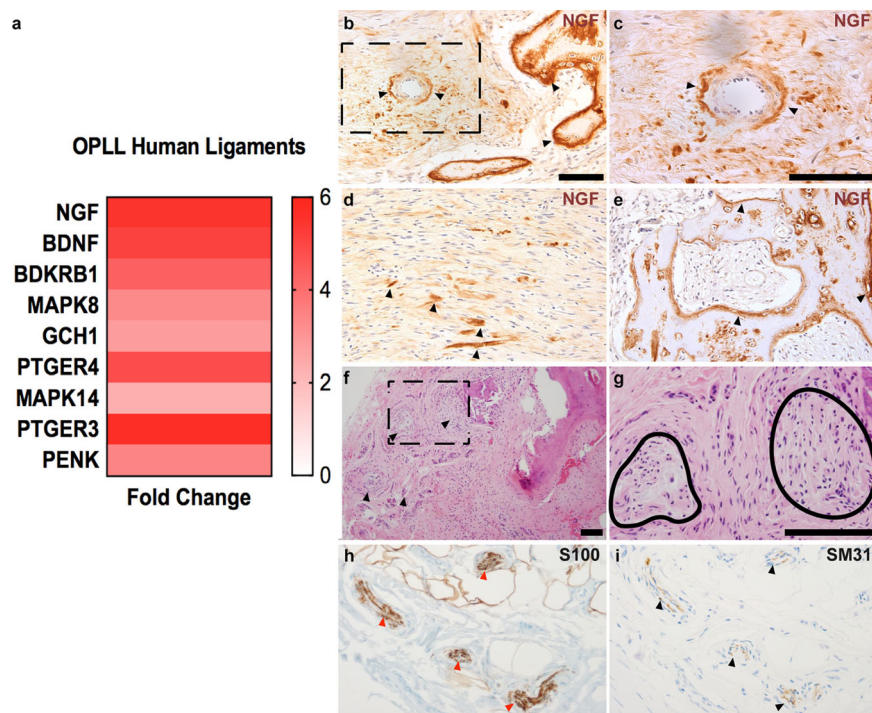 a
OPLL Human Ligaments
NGF
BDNF
BDKRB1
MAPK8
GCH1
PTGER4
MAPK14
PTGER3
PENK
Fold Change
6
4
2
0
b
NGF
c
NGF
d
NGF
e
NGF
f
g
h
S100
i
SM31